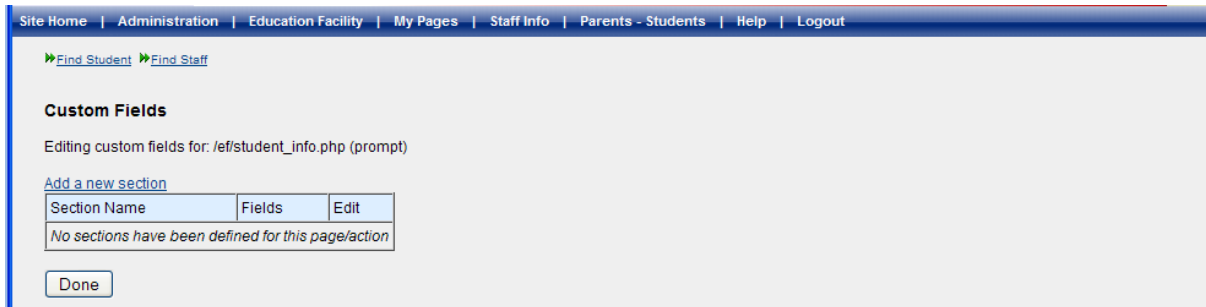 Site Home | Administration | Education Facility | My Pages | Staff Info | Parents - Students | Help | Logout
Find Student Find Staff
Custom Fields
Editing custom fields for: /ef/student_info.php (prompt)
Add a new section
Section Name Fields Edit
No sections have been defined for this page/action
Done